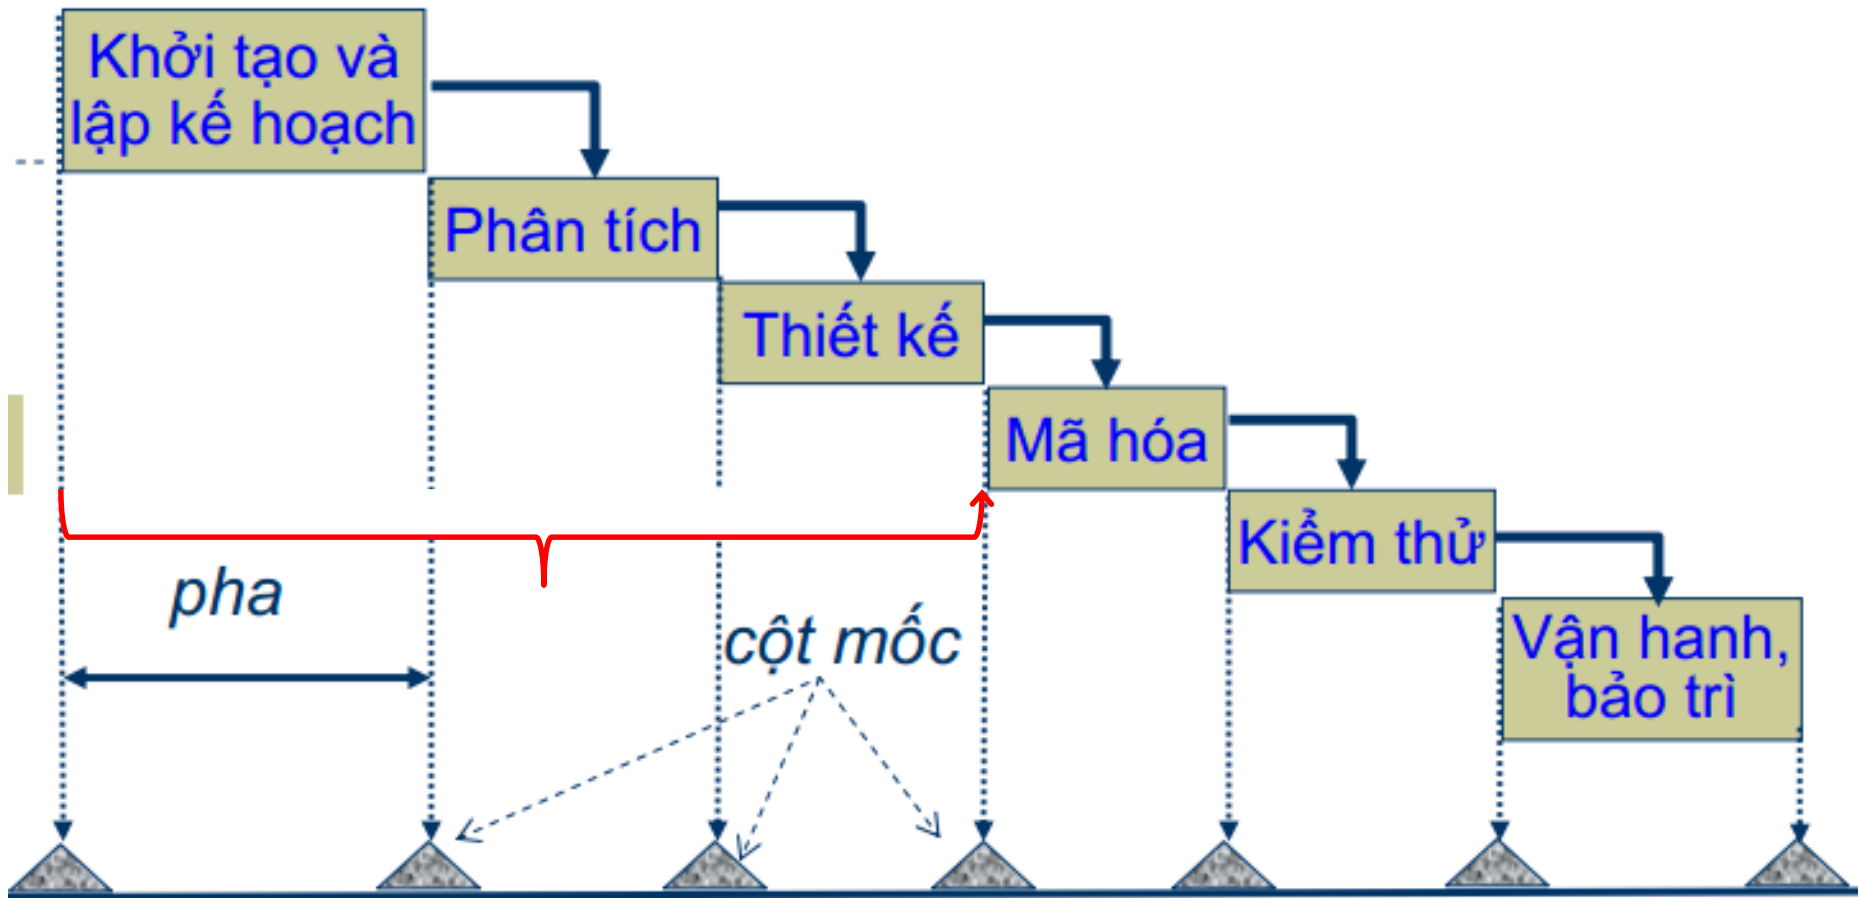 Khởi tạo và
lập kế hoạch
Phân tích
Thiết kế
Mã hóa
Kiểm thử
pha
cột mốc
Vận hanh,
bảo trì